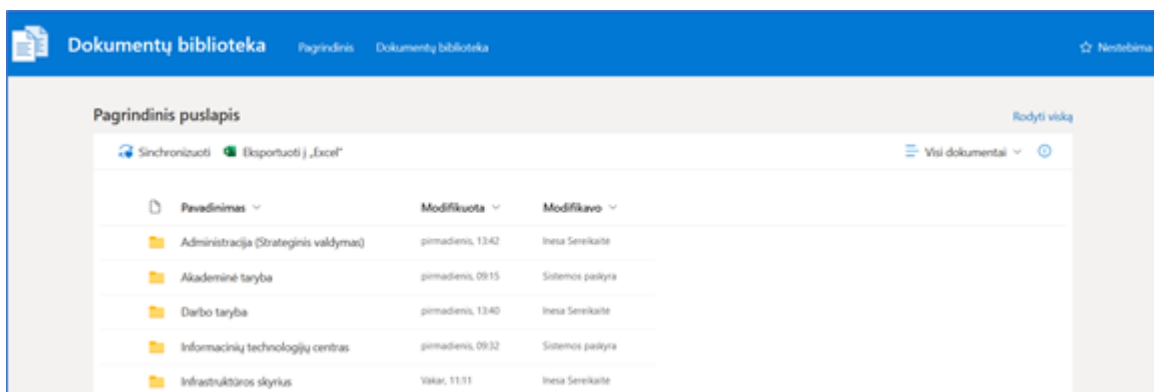 Dokumentų biblioteka Pagrindinis Dokumentų biblioteka Nestebima
Pagrindinis puslapis Rodyti viską
Sinchronizuoti Eksportuoti į „Excel“ Visi dokumentai
Pavadinimas Modifikuota Modifikavo
Administracija (Strateginis valdymas) pirmadienis, 13:42 Inesa Sereikaitė
Akademinė taryba pirmadienis, 09:15 Sistemos paskyra
Darbo taryba pirmadienis, 13:40 Inesa Sereikaitė
Informacinių technologijų centras pirmadienis, 09:32 Sistemos paskyra
Infrastruktūros skyrius Vakar, 11:11 Inesa Sereikaitė